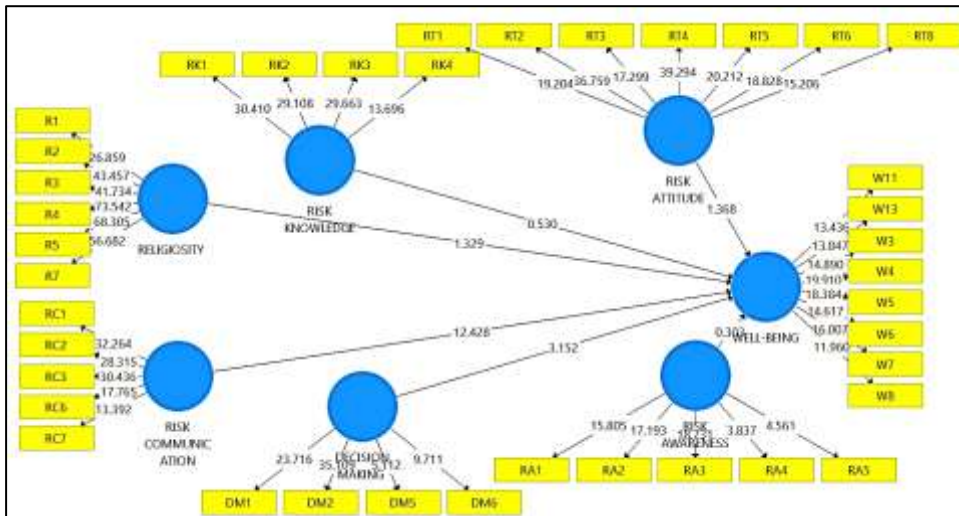 RT1 RT2 RT3 RT4 RT5 RT6 RT8
RK1 RK2 RK3 RK4
19.204 36.759 17.299 39.294 20.212 18.828 15.206
30.410 29.108 29.663 13.696
R1
R2
R3
R4
R5
R7
26.859
43.457
41.734
73.542
68.305
56.682
RELIGIOSITY
RISK
KNOWLEDGE
RISK
ATTITUDE
1.368
0.530
1.329
W11
W13
W3
W4
W5
W6
W7
W8
13.436
13.847
14.890
19.910
18.384
14.617
16.007
11.960
WELL-BEING
0.302
12.428
3.152
RC1
RC2
RC3
RC6
RC7
32.264
28.315
30.436
17.765
13.392
RISK
COMMUNIC
ATION
DECISION
MAKING
23.716 35.109 9.711
DM1 DM2 DM5 DM6
RISK
AWARENESS
15.805 17.193 3.837 4.561
RA1 RA2 RA3 RA4 RA5